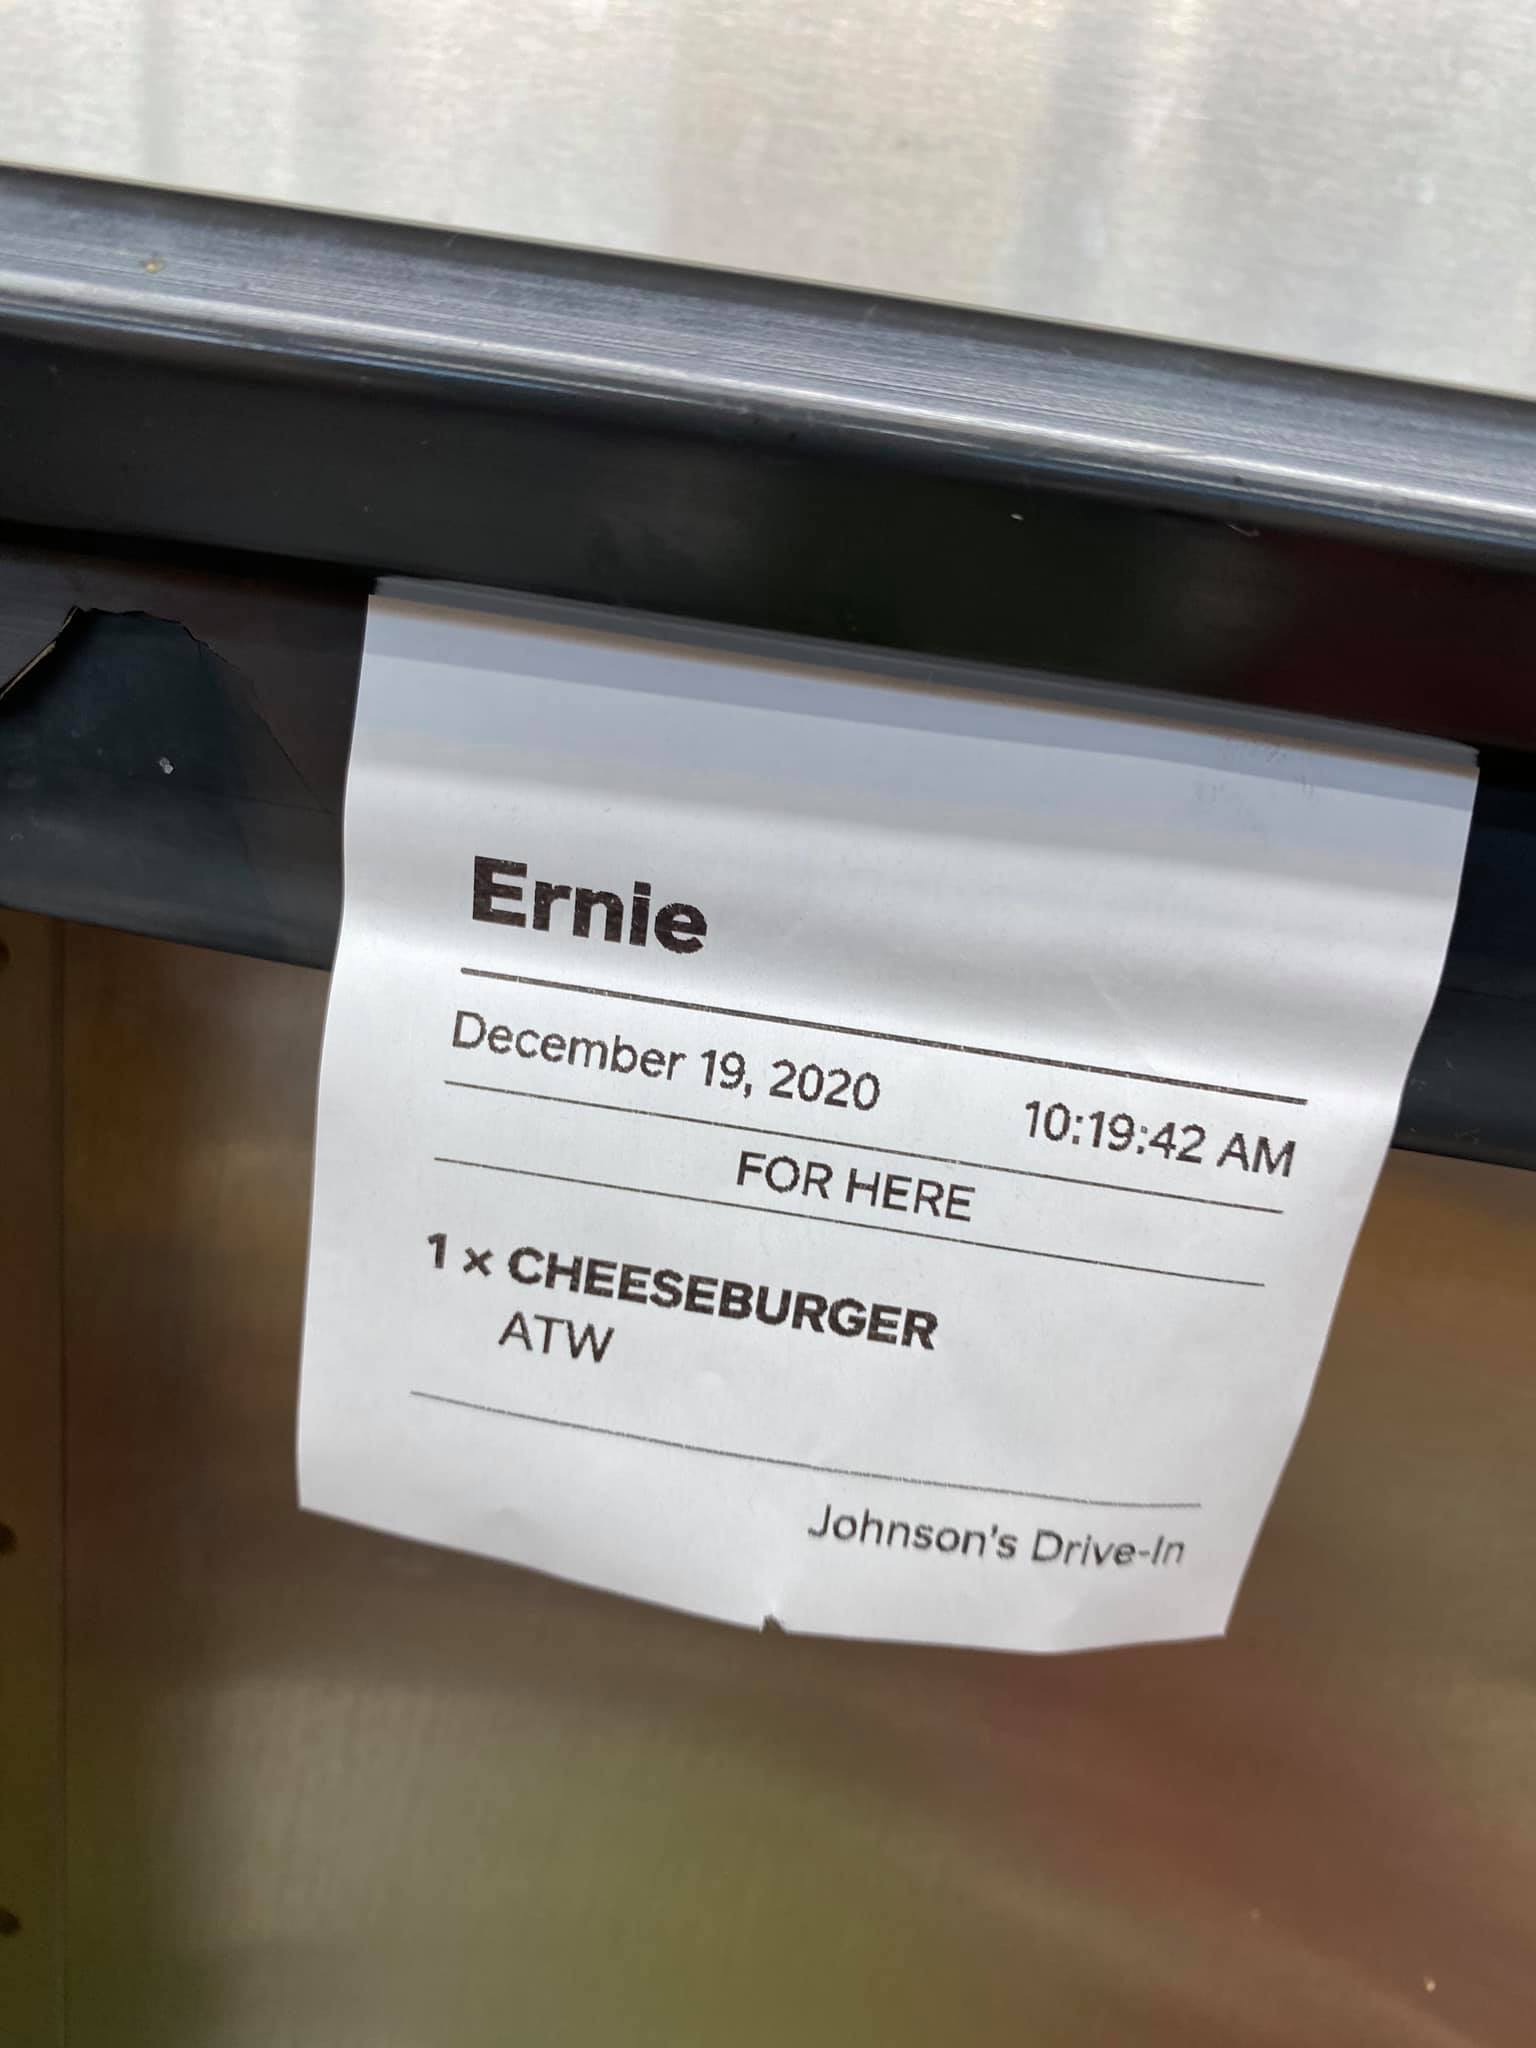 Ernie
December 19, 2020 10:19:42 AM
FOR HERE
1 x CHEESEBURGER
ATW
Johnson's Drive-In